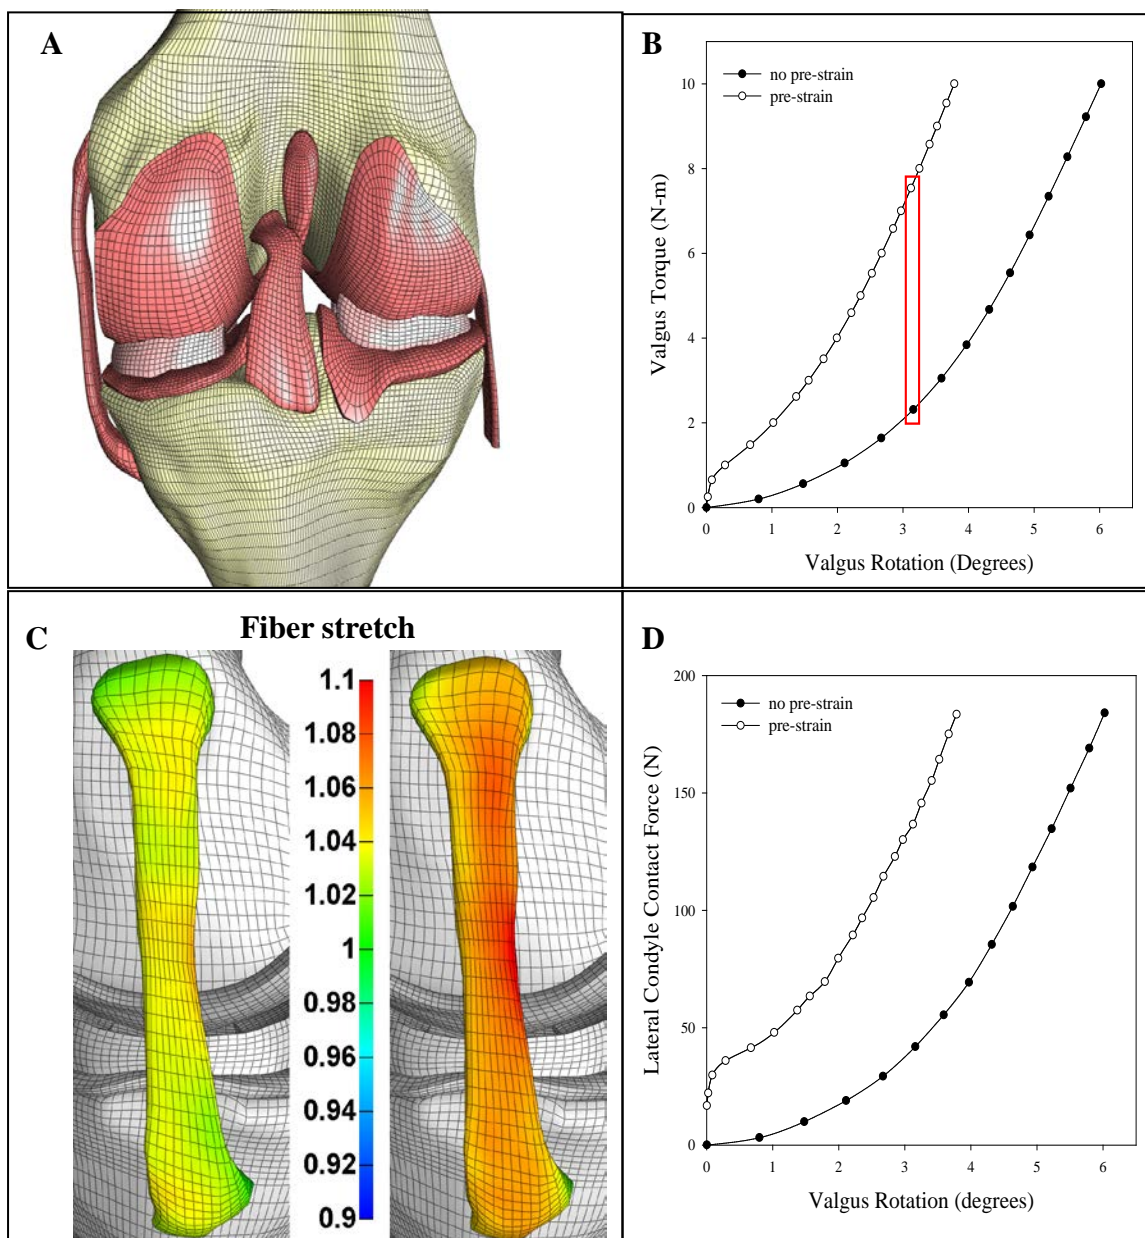 A
B
no pre-strain
pre-strain
Valgus Torque (N-m)
10
8
6
4
2
0
0 1 2 3 4 5 6
Valgus Rotation (Degrees)
C
Fiber stretch
1.1
1.08
1.06
1.04
1.02
1
0.98
0.96
0.94
0.92
0.9
D
no pre-strain
pre-strain
Lateral Condyle Contact Force (N)
200
150
100
50
0
0 1 2 3 4 5 6
Valgus Rotation (degrees)